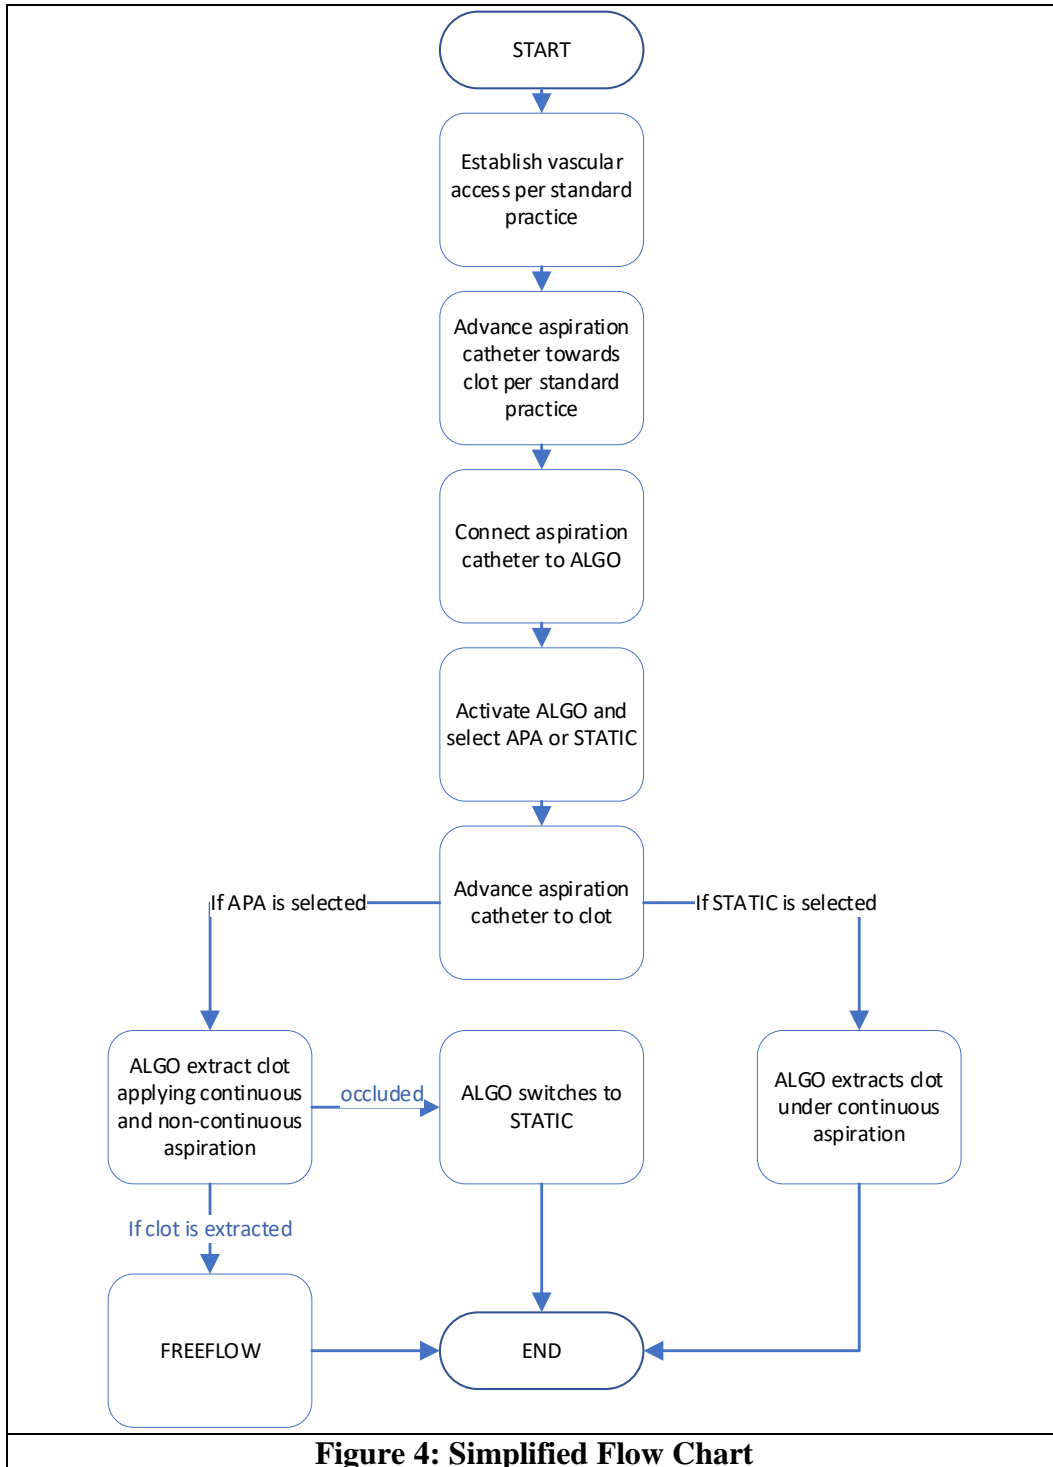 START
Establish vascular
access per standard
practice
Advance aspiration
catheter towards
clot per standard
practice
Connect aspiration
catheter to ALGO
Activate ALGO and
select APA or STATIC
Advance aspiration
catheter to clot
If APA is selected
If STATIC is selected
ALGO extract clot
applying continuous
and non-continuous
aspiration
occluded
ALGO switches to
STATIC
ALGO extracts clot
under continuous
aspiration
If clot is extracted
FREEFLOW
END
Figure 4: Simplified Flow Chart